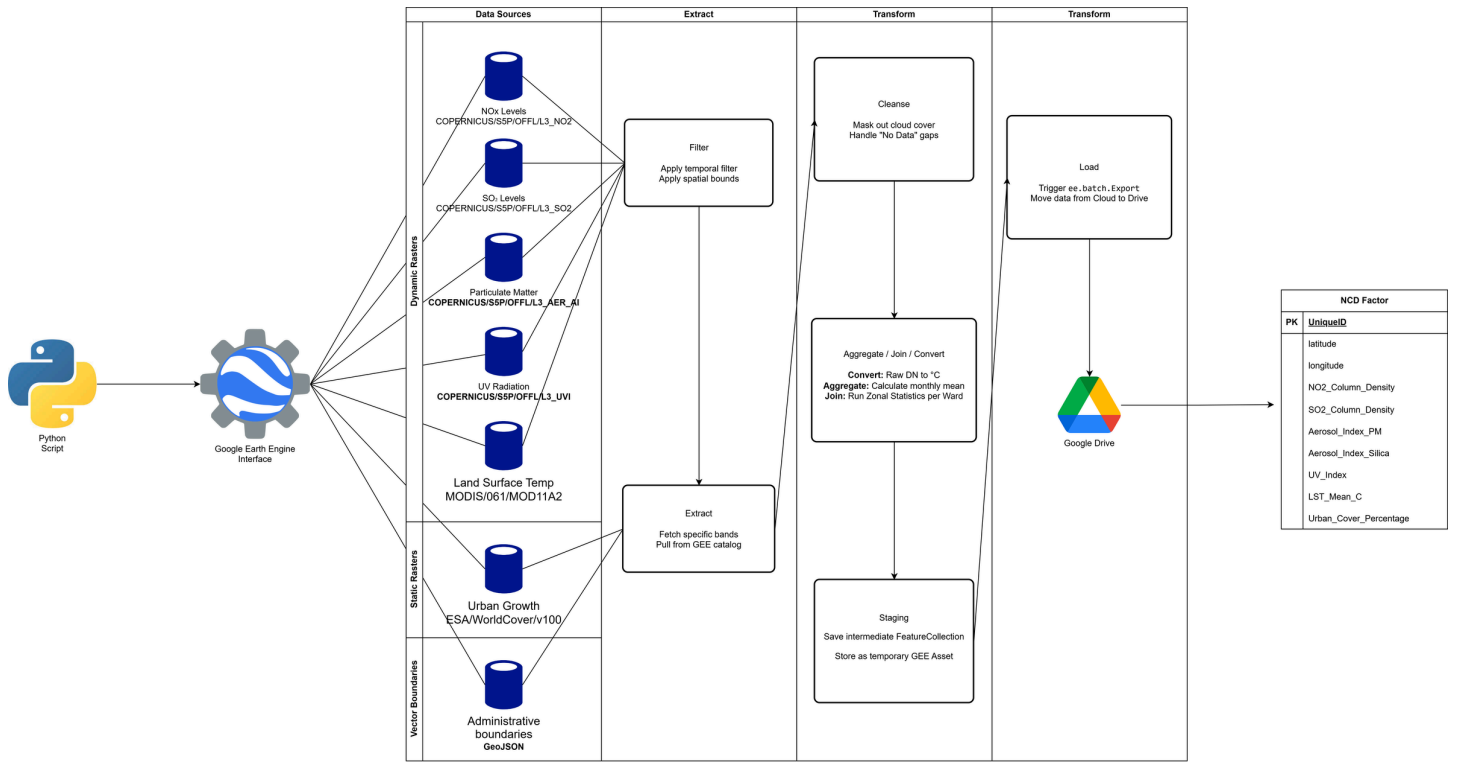 Data Sources
Extract
Transform
Transform
Dynamic Rasters
Static Rasters
Vector Boundaries
Python
Script
Google Earth Engine
Interface
NOx Levels
COPERNICUS/S5P/OFFL/L3_NO2
SO₂ Levels
COPERNICUS/S5P/OFFL/L3_SO2
Particulate Matter
COPERNICUS/S5P/OFFL/L3_AER_AI
UV Radiation
COPERNICUS/S5P/OFFL/L3_UVI
Land Surface Temp
MODIS/061/MOD11A2
Urban Growth
ESA/WorldCover/v100
Administrative
boundaries
GeoJSON
Filter
Apply temporal filter
Apply spatial bounds
Extract
Fetch specific bands
Pull from GEE catalog
Cleanse
Mask out cloud cover
Handle "No Data" gaps
Aggregate / Join / Convert
Convert: Raw DN to °C
Aggregate: Calculate monthly mean
Join: Run Zonal Statistics per Ward
Staging
Save intermediate FeatureCollection
Store as temporary GEE Asset
Load
Trigger ee.batch.Export
Move data from Cloud to Drive
Google Drive
NCD Factor
PK UniqueID
latitude
longitude
NO2_Column_Density
SO2_Column_Density
Aerosol_Index_PM
Aerosol_Index_Silica
UV_Index
LST_Mean_C
Urban_Cover_Percentage